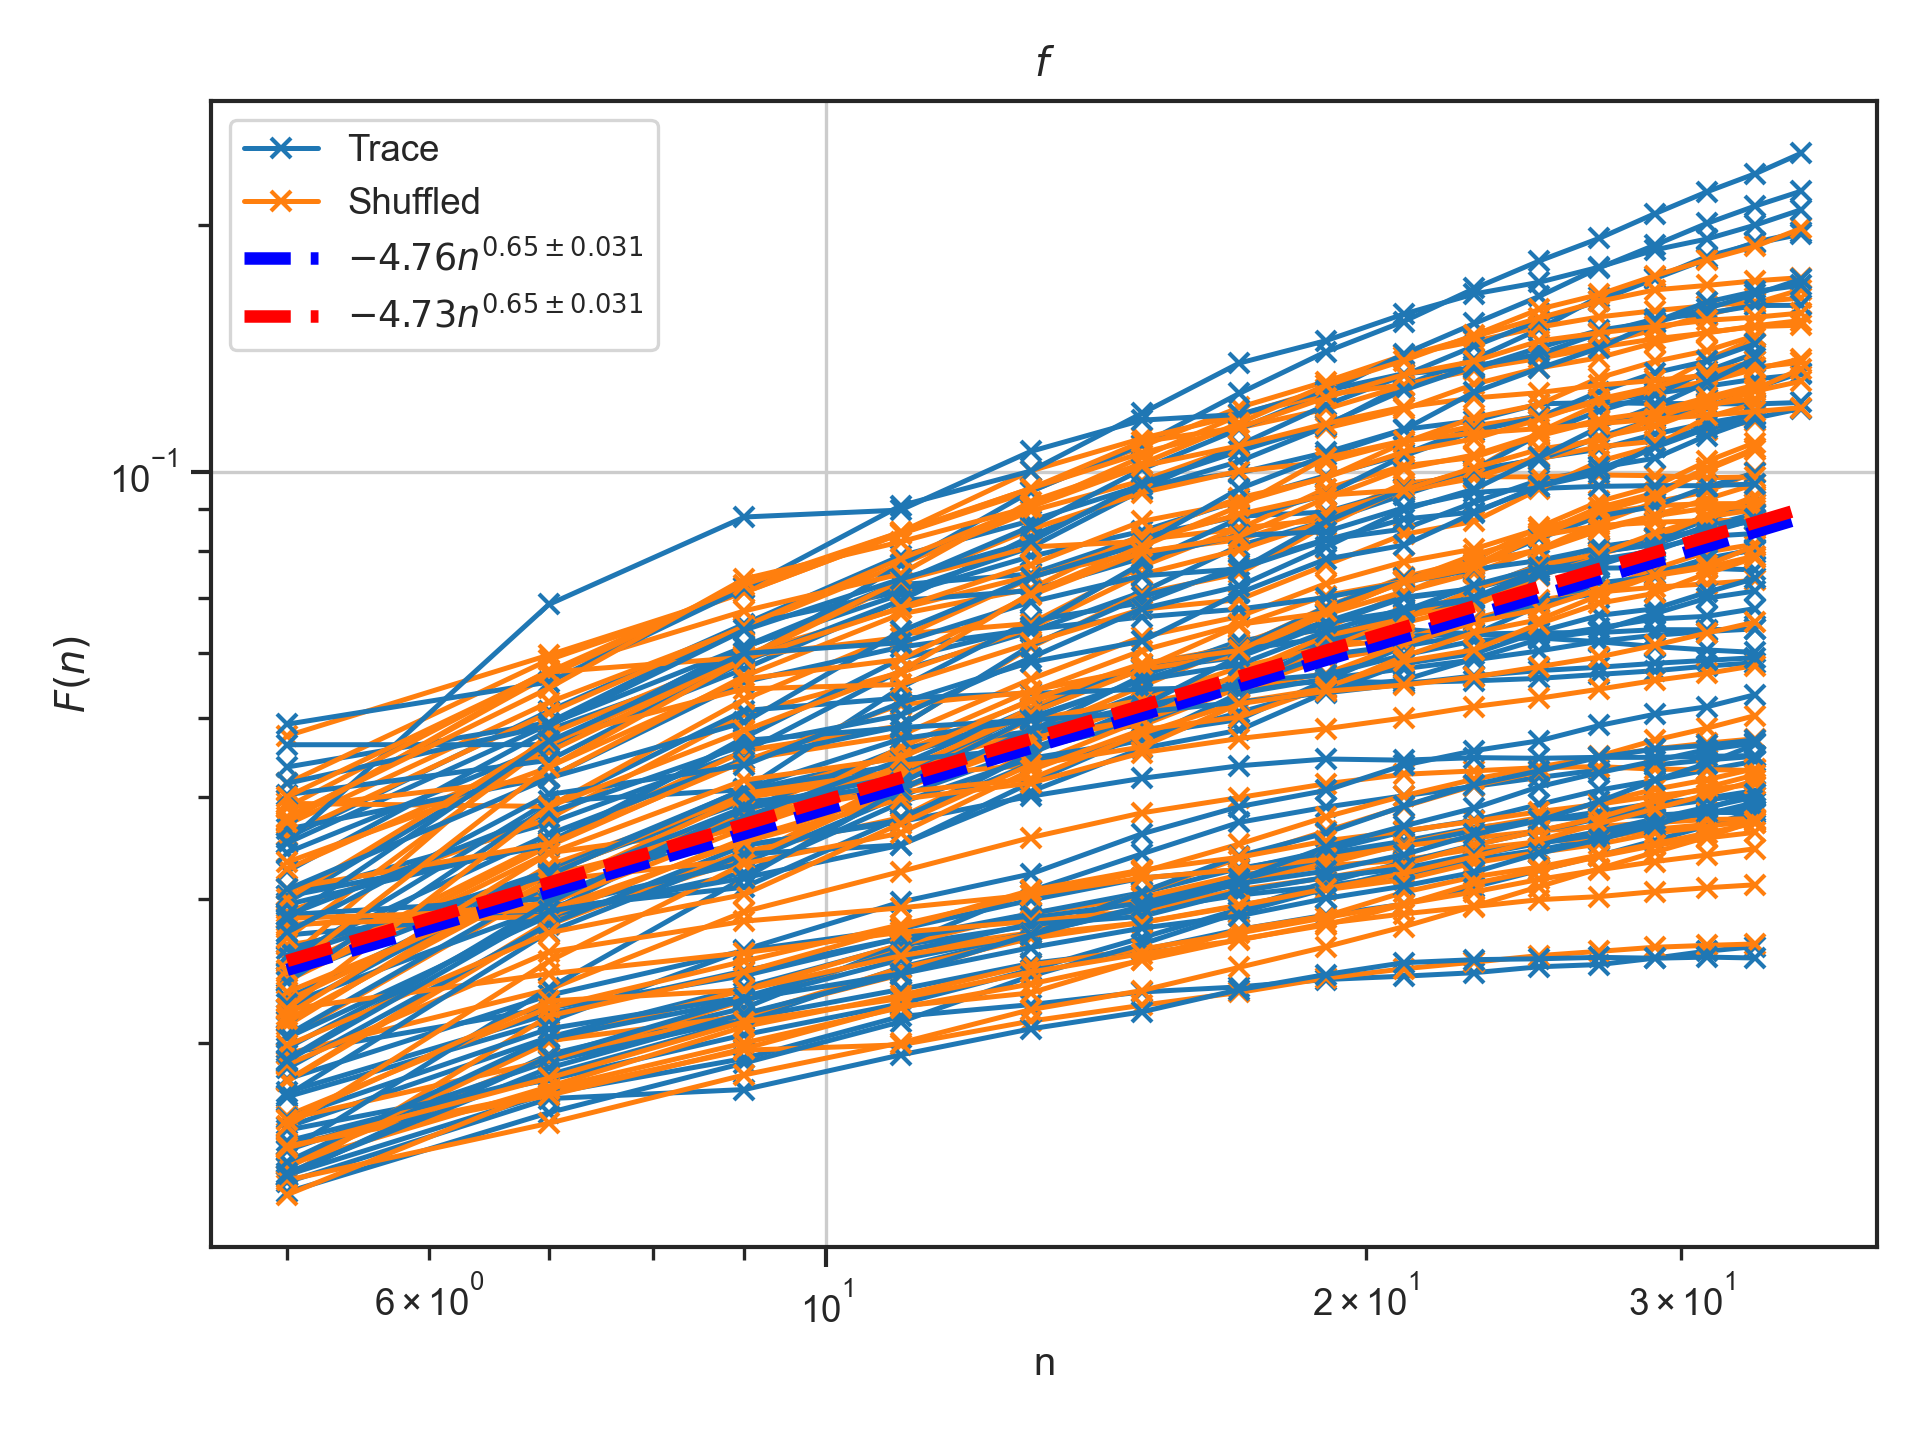 f
Trace
Shuffled
−4.76n^{0.65±0.031}
−4.73n^{0.65±0.031}
F(n)
10^{−1}
6×10^{0}
10^{1}
2×10^{1}
3×10^{1}
n